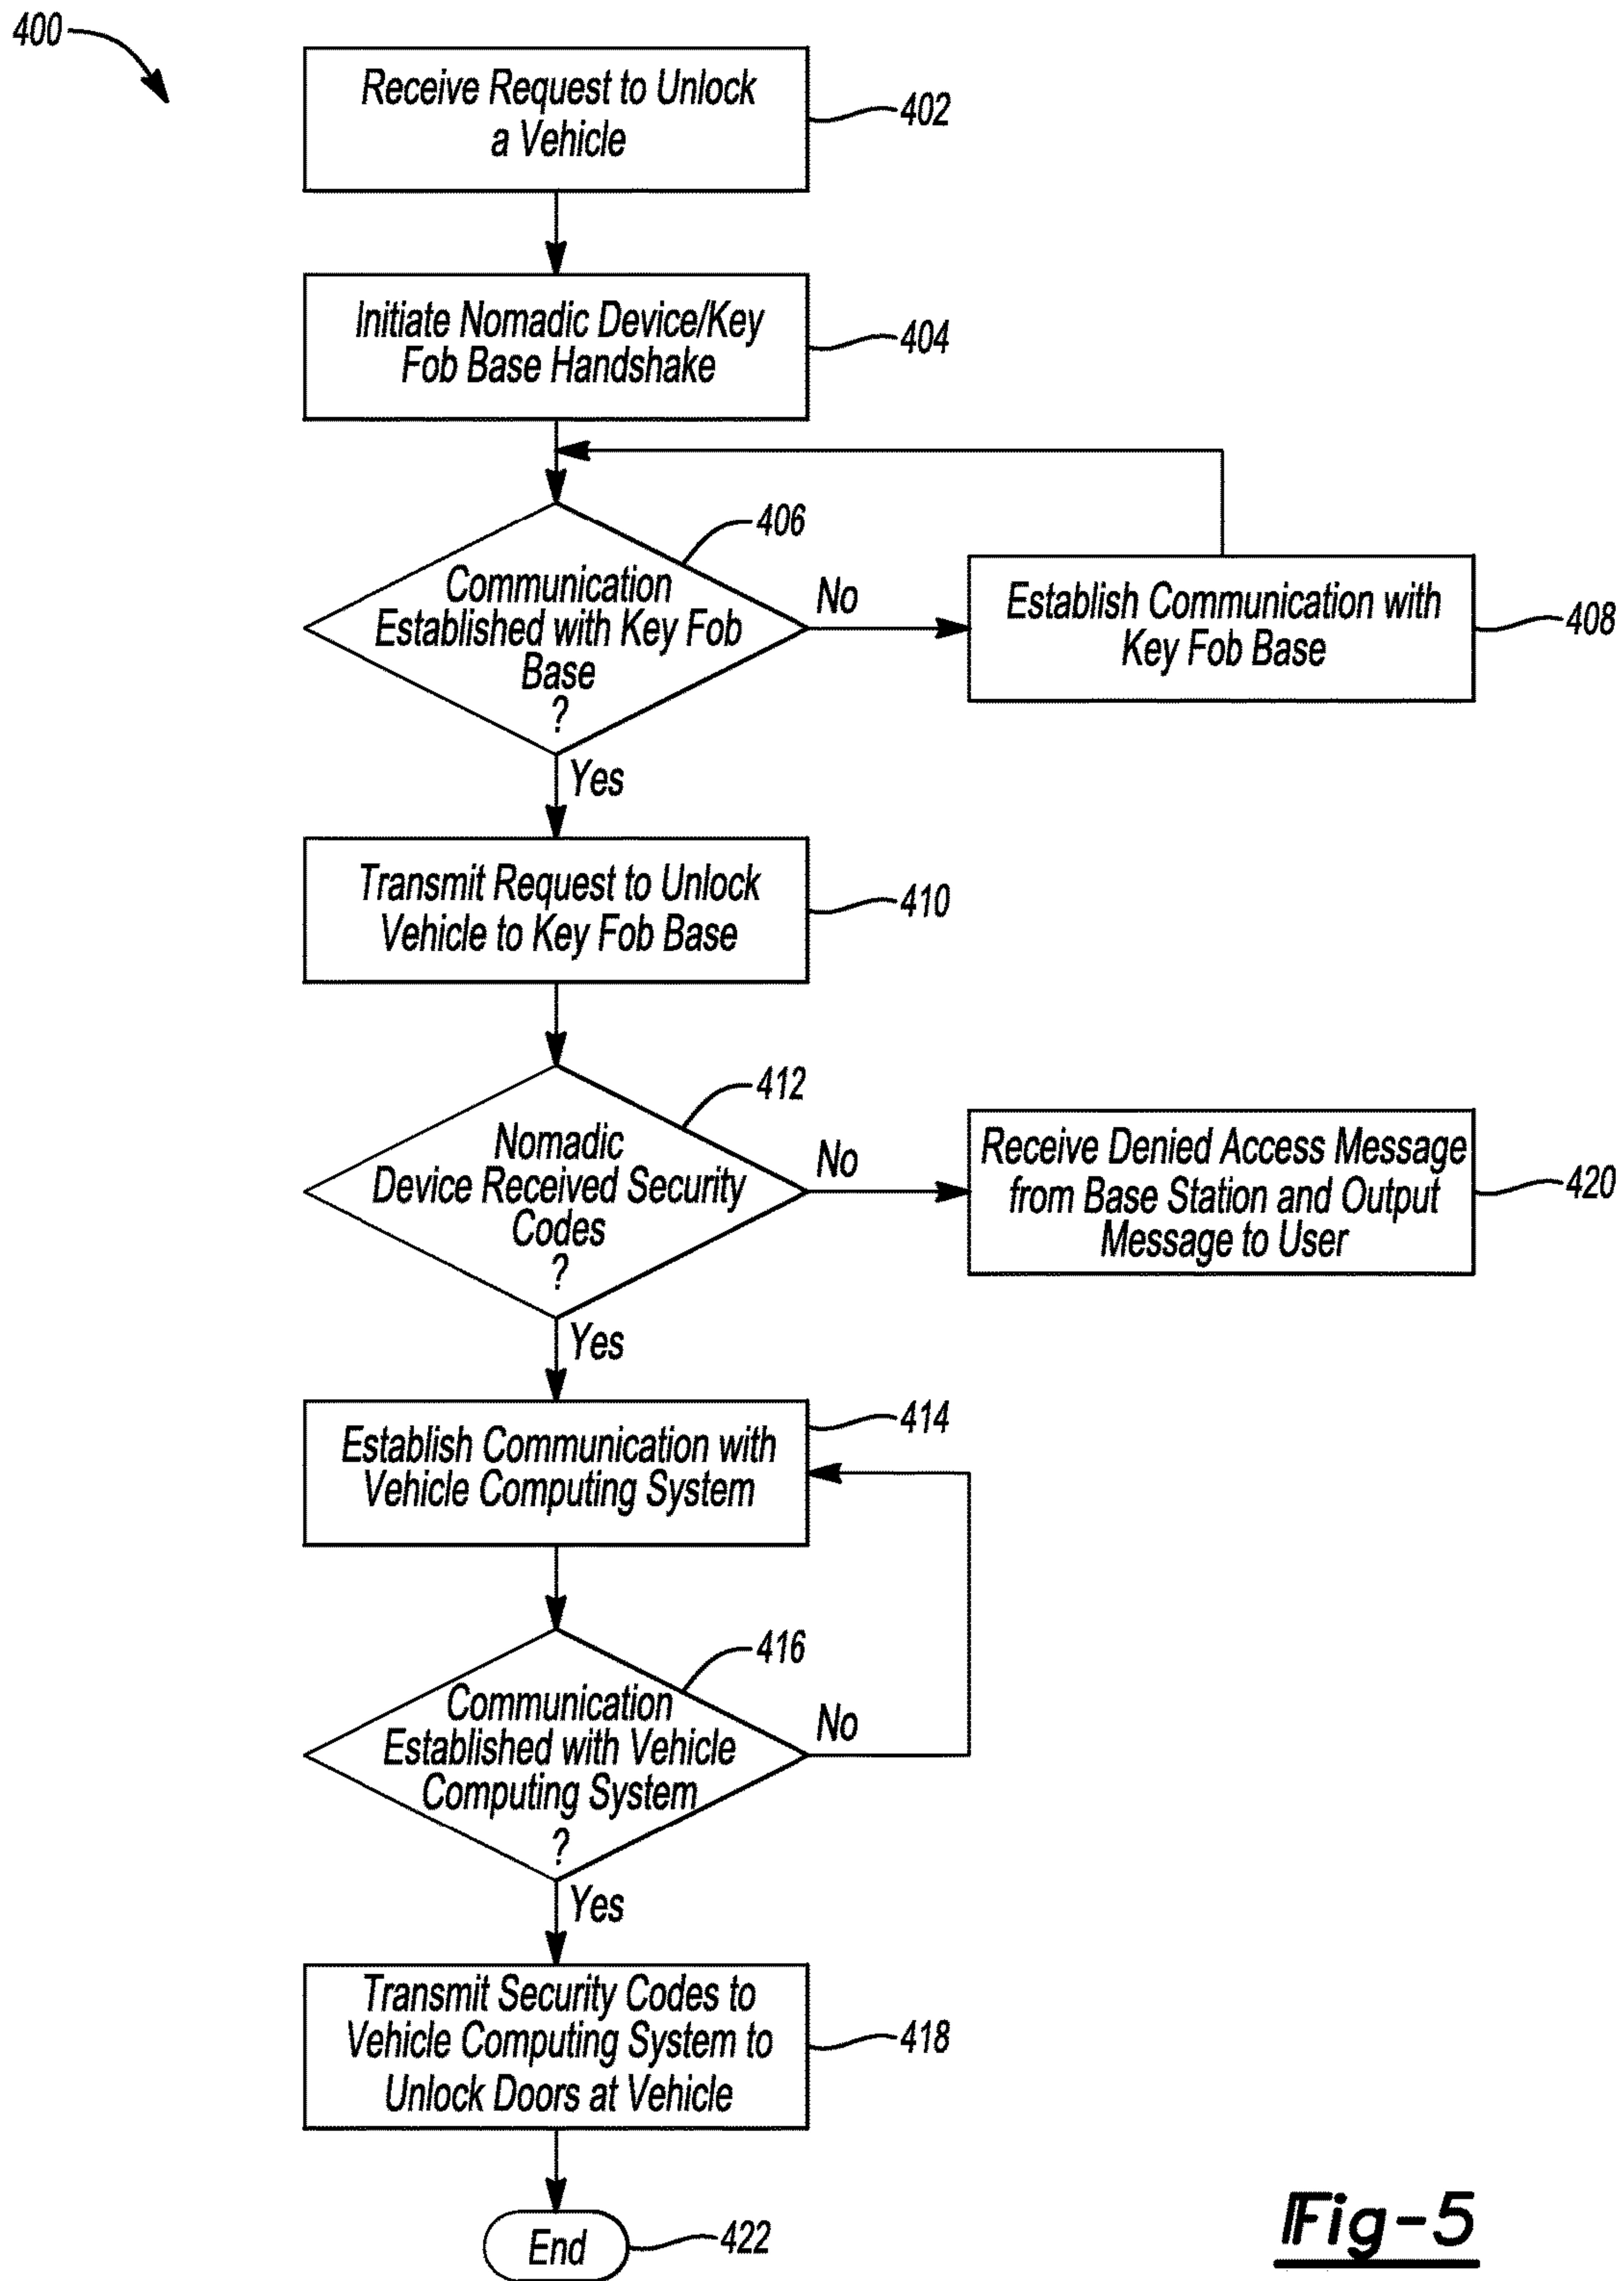 400
Receive Request to Unlock
a Vehicle
402
Initiate Nomadic Device/Key
Fob Base Handshake
404
406
Communication
Established with Key Fob
Base
?
No
Establish Communication with
Key Fob Base
408
Yes
Transmit Request to Unlock
Vehicle to Key Fob Base
410
412
Nomadic
Device Received Security
Codes
?
No
Receive Denied Access Message
from Base Station and Output
Message to User
420
Yes
Establish Communication with
Vehicle Computing System
414
416
Communication
Established with Vehicle
Computing System
?
No
Yes
Transmit Security Codes to
Vehicle Computing System to
Unlock Doors at Vehicle
418
End
422
Fig-5